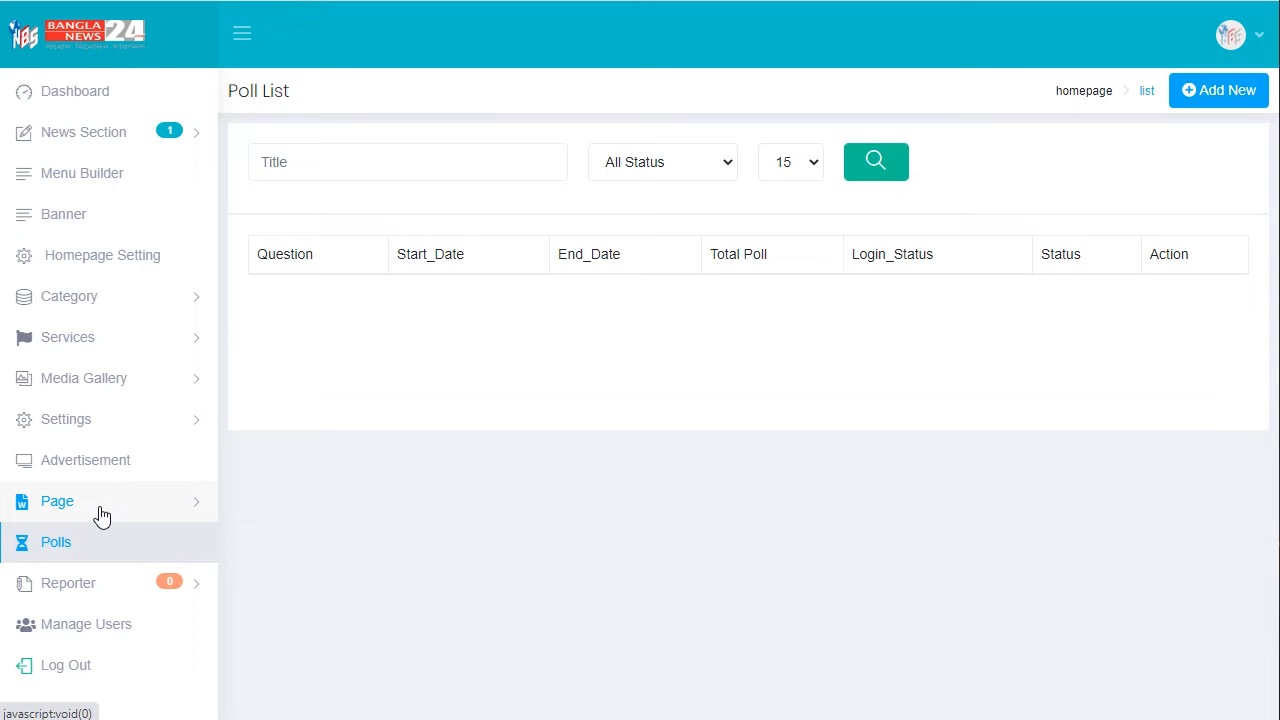 NBS BANGLA NEWS 24
Poll List
homepage
list
Add New
Dashboard
News Section 1
Menu Builder
Banner
Homepage Setting
Category
Services
Media Gallery
Settings
Advertisement
Page
Polls
Reporter 0
Manage Users
Log Out
Title
All Status
15
Question Start_Date End_Date Total Poll Login_Status Status Action
javascript:void(0)